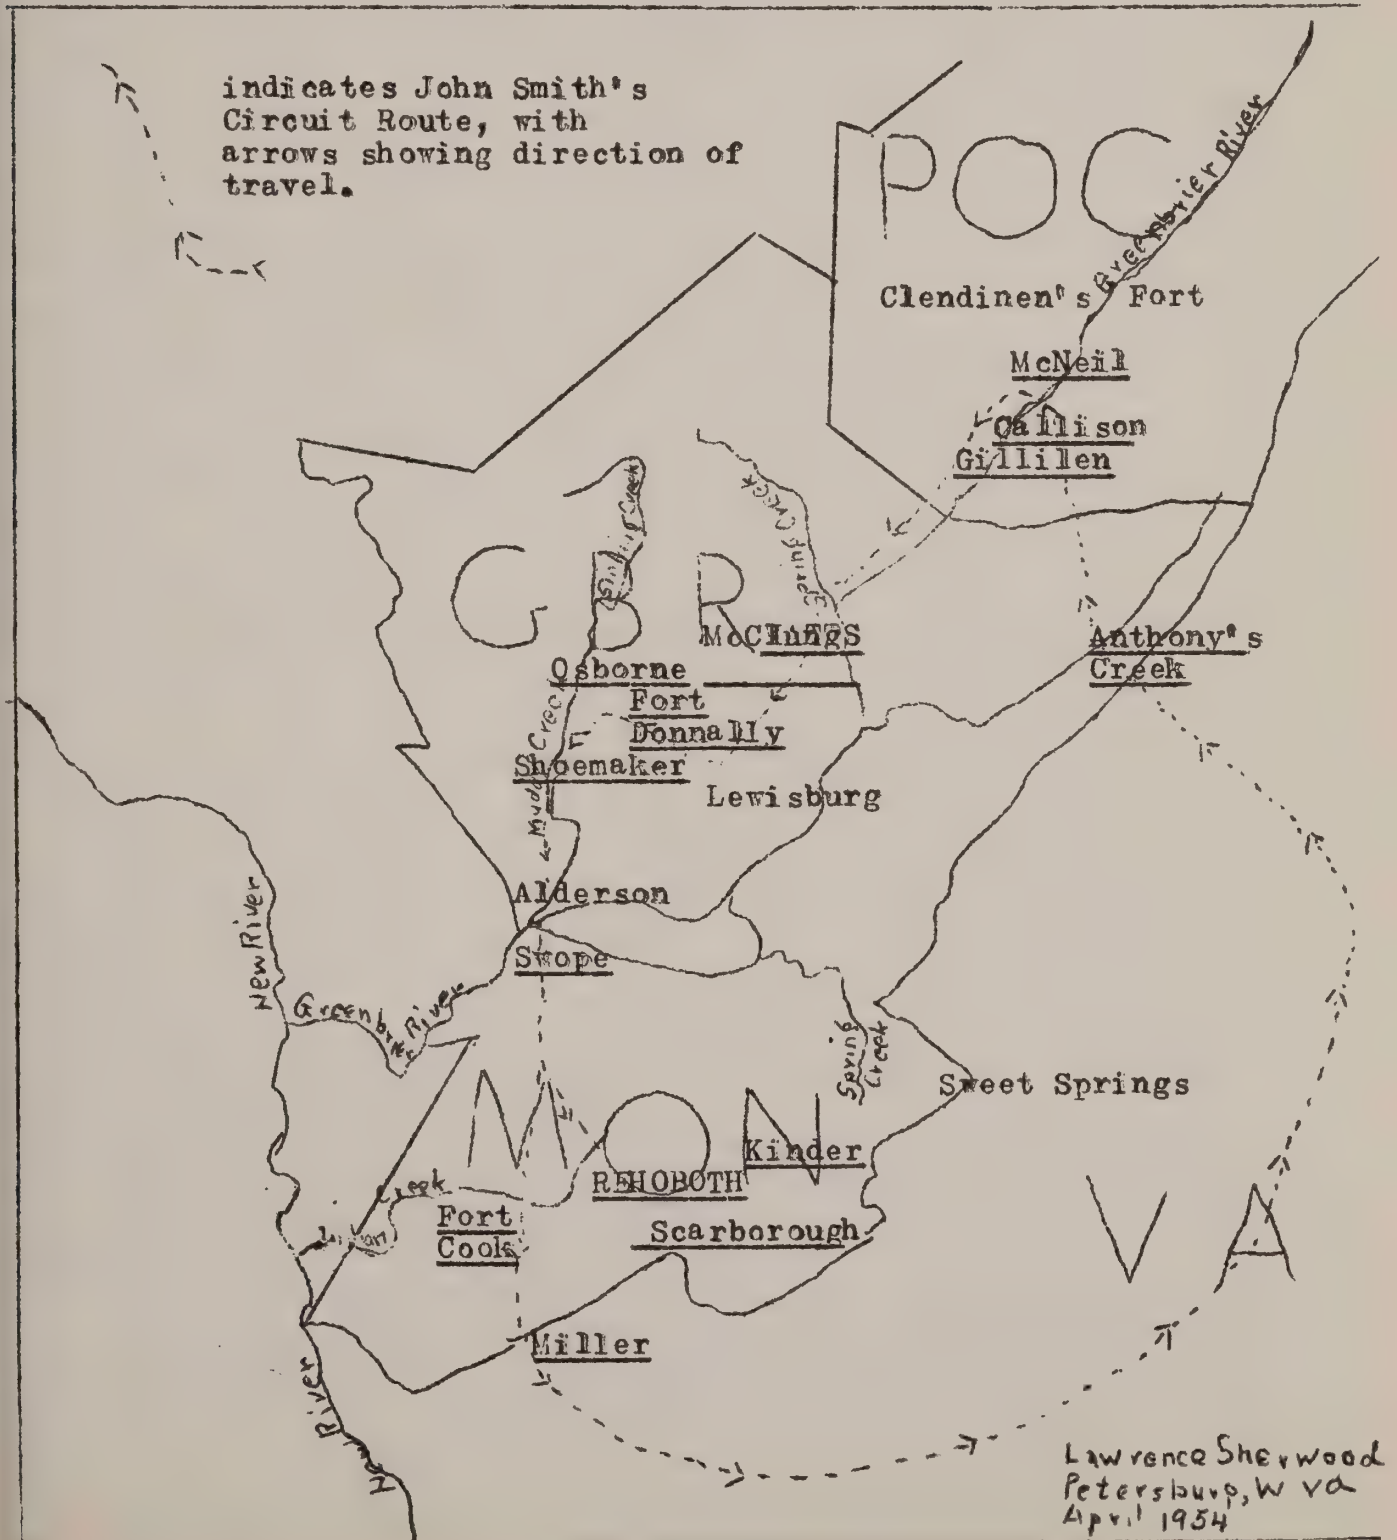 indicates John Smith's
Circuit Route, with
arrows showing direction of
travel.
POC
Greenbrier River
Clendinen's Fort
McNeil
Callison
Gillilen
Spring Creek
Creek
GBR
McClungs
Anthony's
Creek
Osborne
Fort
Donnally
Muddy Creek
Shoemaker
Lewisburg
Alderson
Swope
New River
Greenbrier River
Spring
Creek
Sweet Springs
MON
Kinder
REHOBOTH
Creek
Fort
Cook
Scarborough
VA
Miller
New River
Lawrence Sherwood
Petersburg, W Va
April 1954